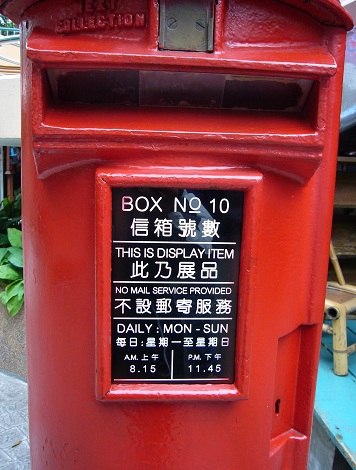 COLLECTION
BOX No 10
信箱號數
THIS IS DISPLAY ITEM
此乃展品
NO MAIL SERVICE PROVIDED
不設郵寄服務
DAILY : MON - SUN
每日:星期一至星期日
A.M. 上午 P.M. 下午
8.15 11.45